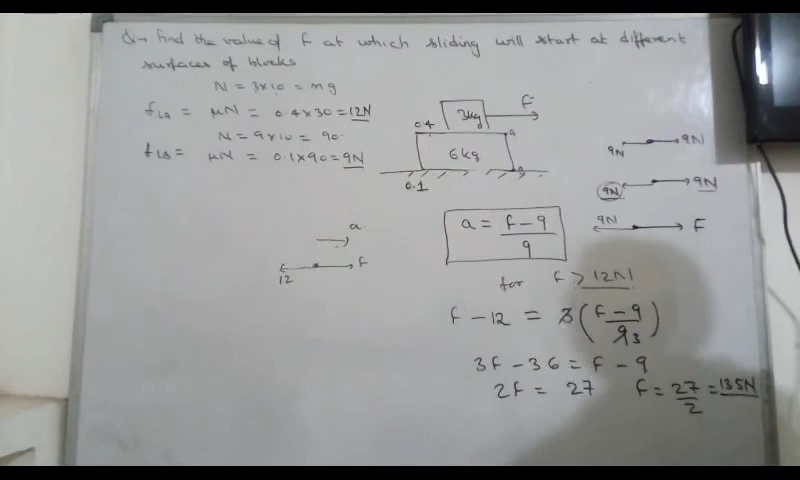 Q→ find the value of F at which sliding will start at different
surfaces of blocks
N = 3×10 = mg
fLa = μN = 0.4×30 = 12N
N = 9×10 = 90.
fLb = μN = 0.1×90 = 9N
F
3kg
0.4
a
6kg
0.1
9N 9N
9N 9N
9N F
a
12 F
a = F-9/9
for F > 12N
F - 12 = 3(F-9/9 3)
3F - 36 = F - 9
2F = 27 F = 27/2 = 13.5N